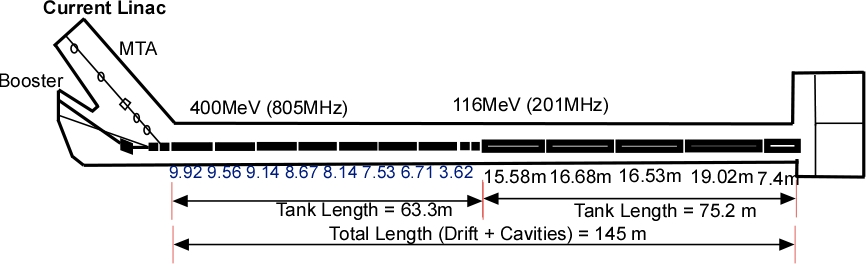 Current Linac
MTA
Booster
400MeV (805MHz)
116MeV (201MHz)
9.92 9.56 9.14 8.67 8.14 7.53 6.71 3.62
15.58m 16.68m 16.53m 19.02m 7.4m
Tank Length = 63.3m
Tank Length = 75.2 m
Total Length (Drift + Cavities) = 145 m